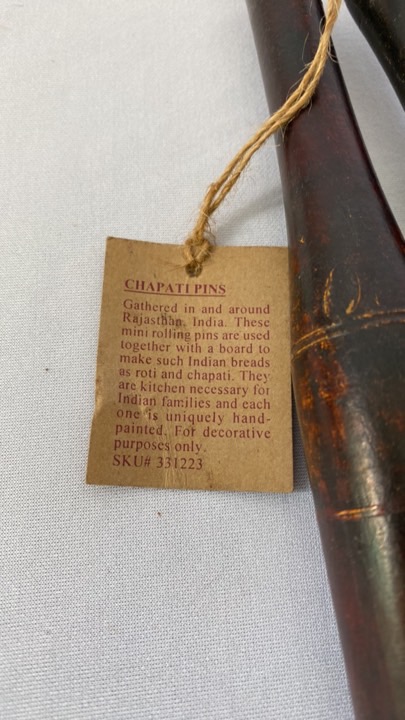 CHAPATI PINS
Gathered in and around
Rajasthan, India. These
mini rolling pins are used
together with a board to
make such Indian breads
as roti and chapati. They
are kitchen necessary for
Indian families and each
one is uniquely hand-
painted. For decorative
purposes only.
SKU# 331223